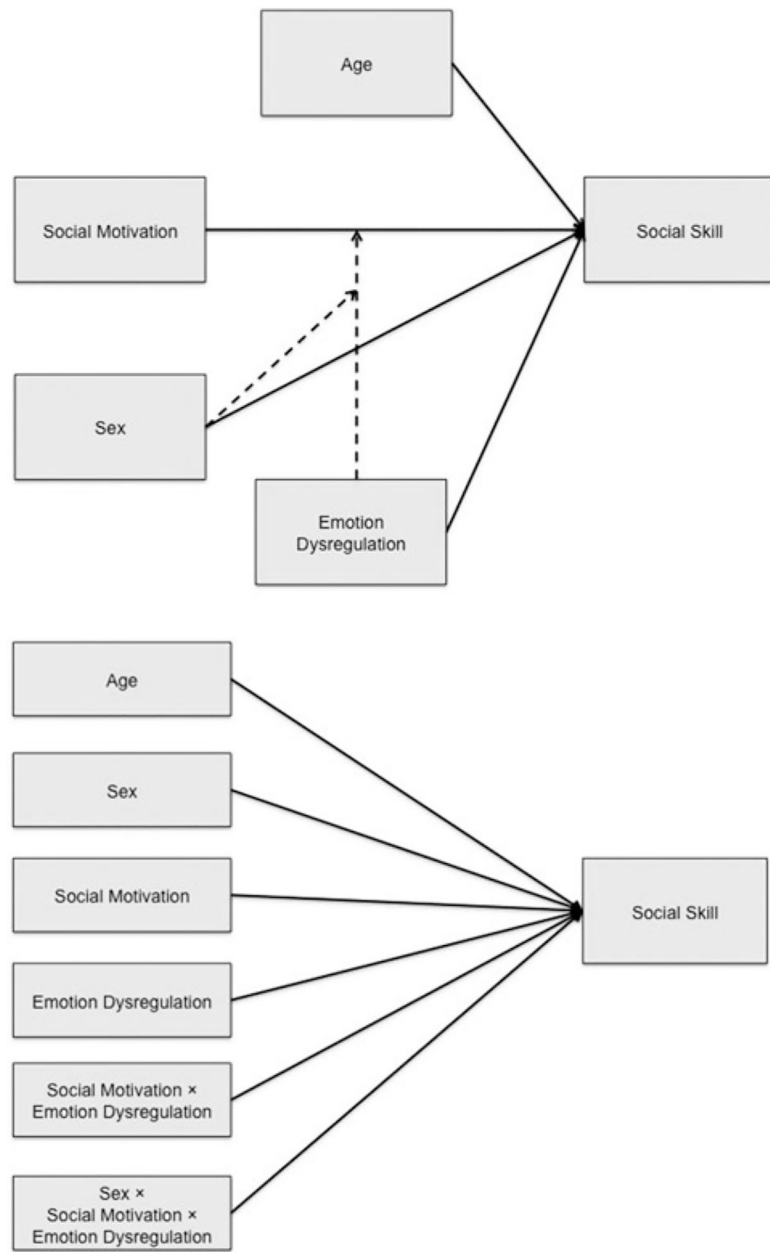 Age
Social Motivation
Social Skill
Sex
Emotion
Dysregulation
Age
Sex
Social Motivation
Social Skill
Emotion Dysregulation
Social Motivation ×
Emotion Dysregulation
Sex ×
Social Motivation ×
Emotion Dysregulation